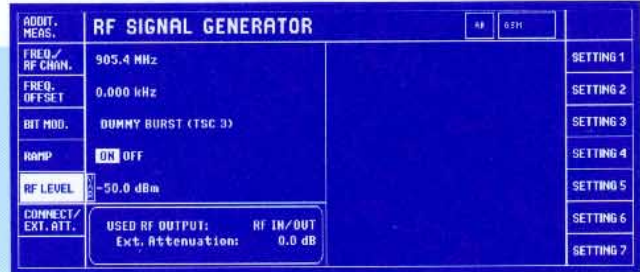 ADDIT. MEAS.
RF SIGNAL GENERATOR
GSM
FREQ./ RF CHAN.
905.4 MHz
SETTING 1
FREQ. OFFSET
0.000 kHz
SETTING 2
BIT MOD.
DUMMY BURST (TSC 3)
SETTING 3
RAMP
ON OFF
SETTING 4
RF LEVEL
-50.0 dBm
SETTING 5
CONNECT/ EXT. ATT.
USED RF OUTPUT: RF IN/OUT
SETTING 6
Ext. Attenuation: 0.0 dB
SETTING 7